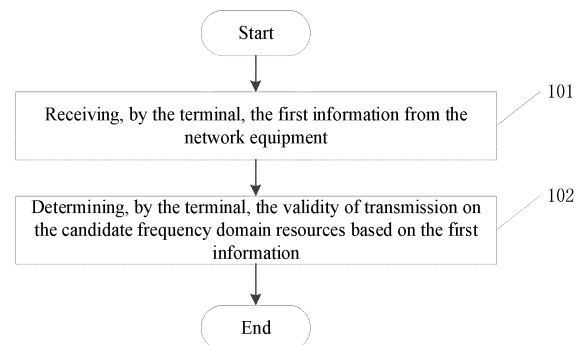 Start
Receiving, by the terminal, the first information from the
network equipment
101
Determining, by the terminal, the validity of transmission on
the candidate frequency domain resources based on the first
information
102
End